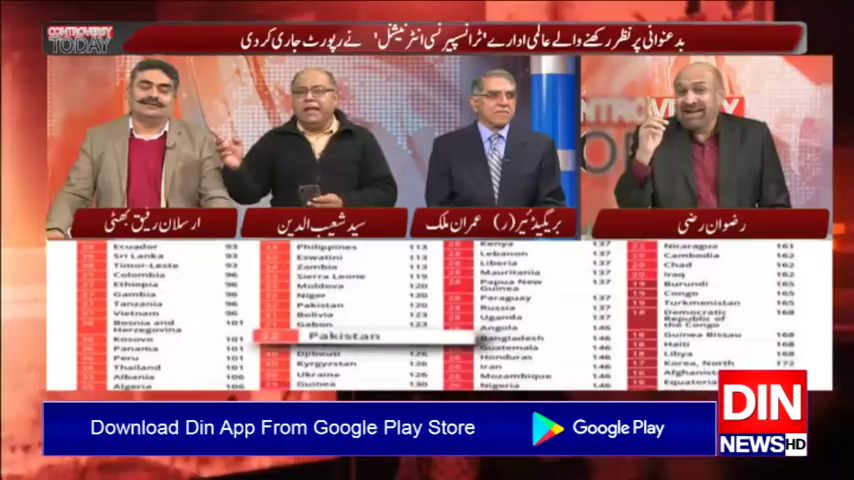 CONTROVERSY
TODAY
بدعنوانی پر نظر رکھنے والے عالمی ادارے 'ٹرانسپیرنسی انٹرنیشنل' نے رپورٹ جاری کردی
ارسلان رفیق بھٹی
سید شعیب الدین
بریگیڈئیر (ر) عمران ملک
رضوان رضی
Ecuador 93
Sri Lanka 93
Timor-Leste 93
Colombia 96
Ethiopia 96
Gambia 96
Tanzania 96
Vietnam 96
Bosnia and
Herzegovina 101
Kosovo 101
Panama 101
Peru 101
Thailand 101
Albania 106
Algeria 106
Philippines 113
Eswatini 113
Zambia 113
Sierra Leone 119
Moldova 120
Niger 120
Pakistan 120
Bolivia 123
Gabon 123
32 Pakistan
Djibouti 126
Kyrgyzstan 126
Ukraine 126
Guinea 130
Kenya 137
Lebanon 137
Liberia 137
Mauritania 137
Papua New
Guinea 137
Paraguay 137
Russia 137
Uganda 137
Angola 146
Bangladesh 146
Guatemala 146
Honduras 146
Iran 146
Mozambique 146
Nigeria 146
Nicaragua 161
Cambodia 162
Chad 162
Iraq 162
Burundi 165
Congo 165
Turkmenistan 165
Democratic
Republic of
the Congo 168
Guinea Bissau 168
Haiti 168
Libya 168
Korea, North 172
Download Din App From Google Play Store
Google Play
DIN
NEWS HD